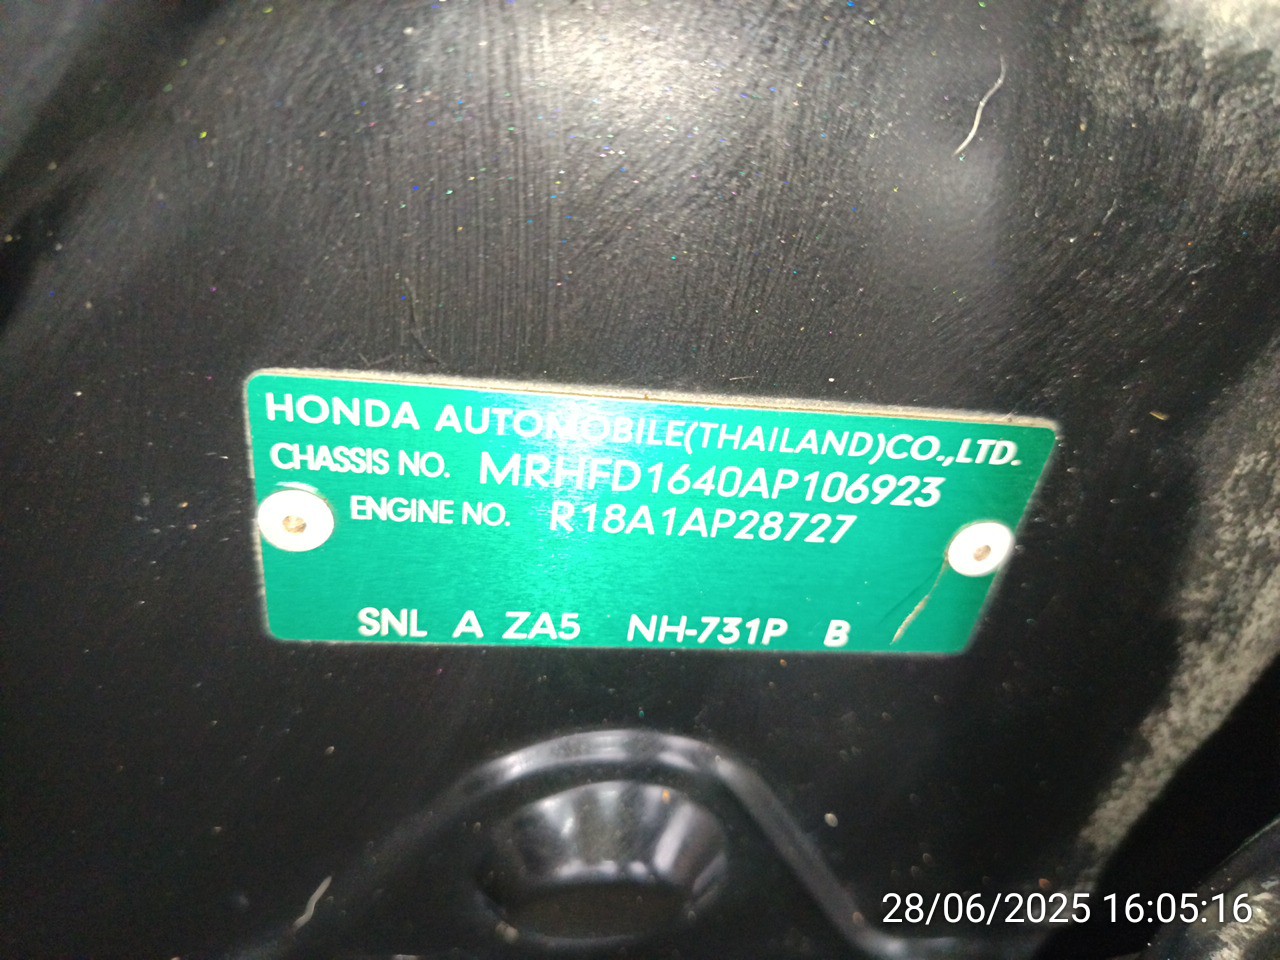 HONDA AUTOMOBILE(THAILAND)CO.,LTD.
CHASSIS NO. MRHFD1640AP106923
ENGINE NO. R18A1AP28727
SNL A ZA5 NH-731P B
28/06/2025 16:05:16